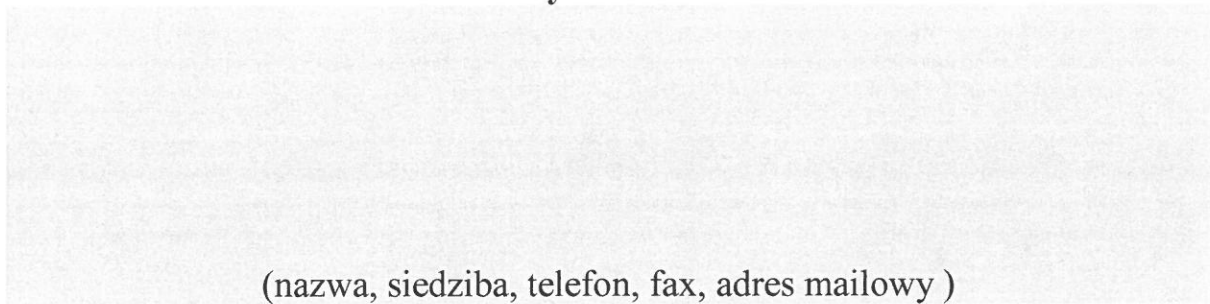 (nazwa, siedziba, telefon, fax, adres mailowy )